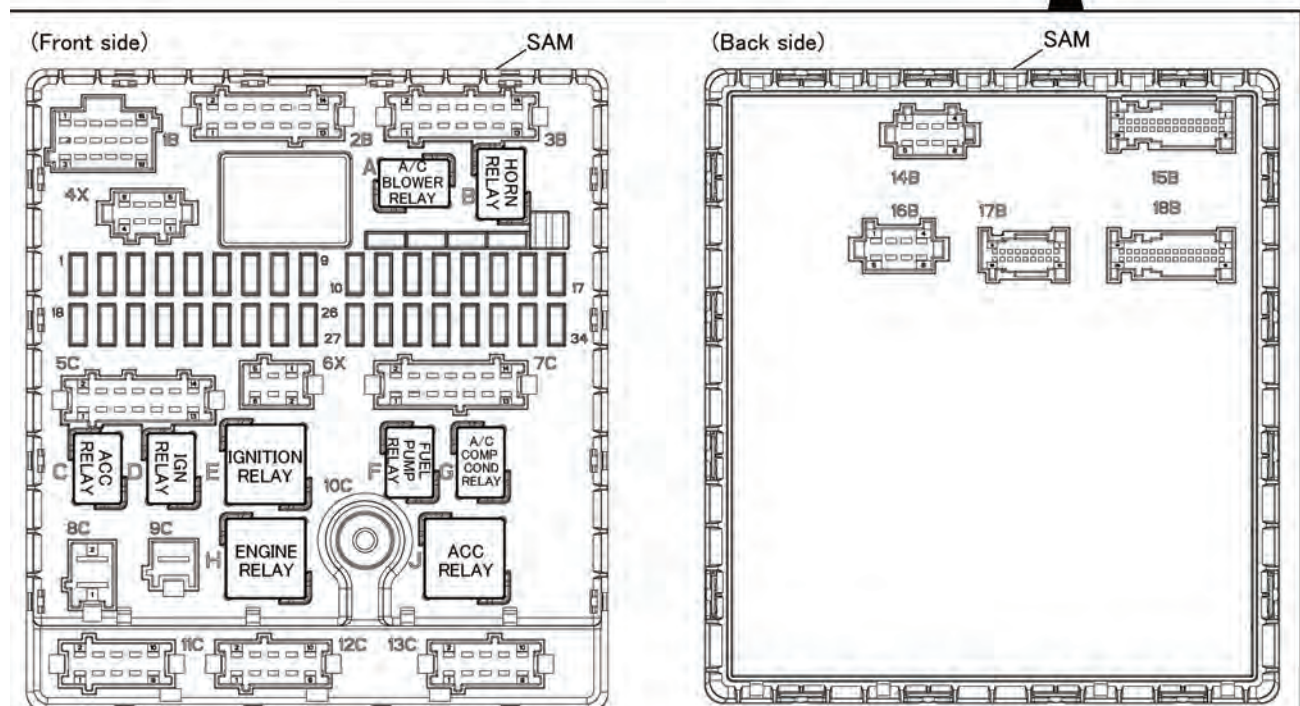 (Front side)
SAM
1B
2B
3B
4X
A
A/C
BLOWER
RELAY
B
HORN
RELAY
1
9
10
17
18
26
27
34
5C
6X
7C
C
ACC
RELAY
D
IGN
RELAY
E
IGNITION
RELAY
F
FUEL
PUMP
RELAY
G
A/C
COMP
COND
RELAY
8C
9C
10C
H
ENGINE
RELAY
J
ACC
RELAY
11C
12C
13C
(Back side)
SAM
14B
15B
16B
17B
18B